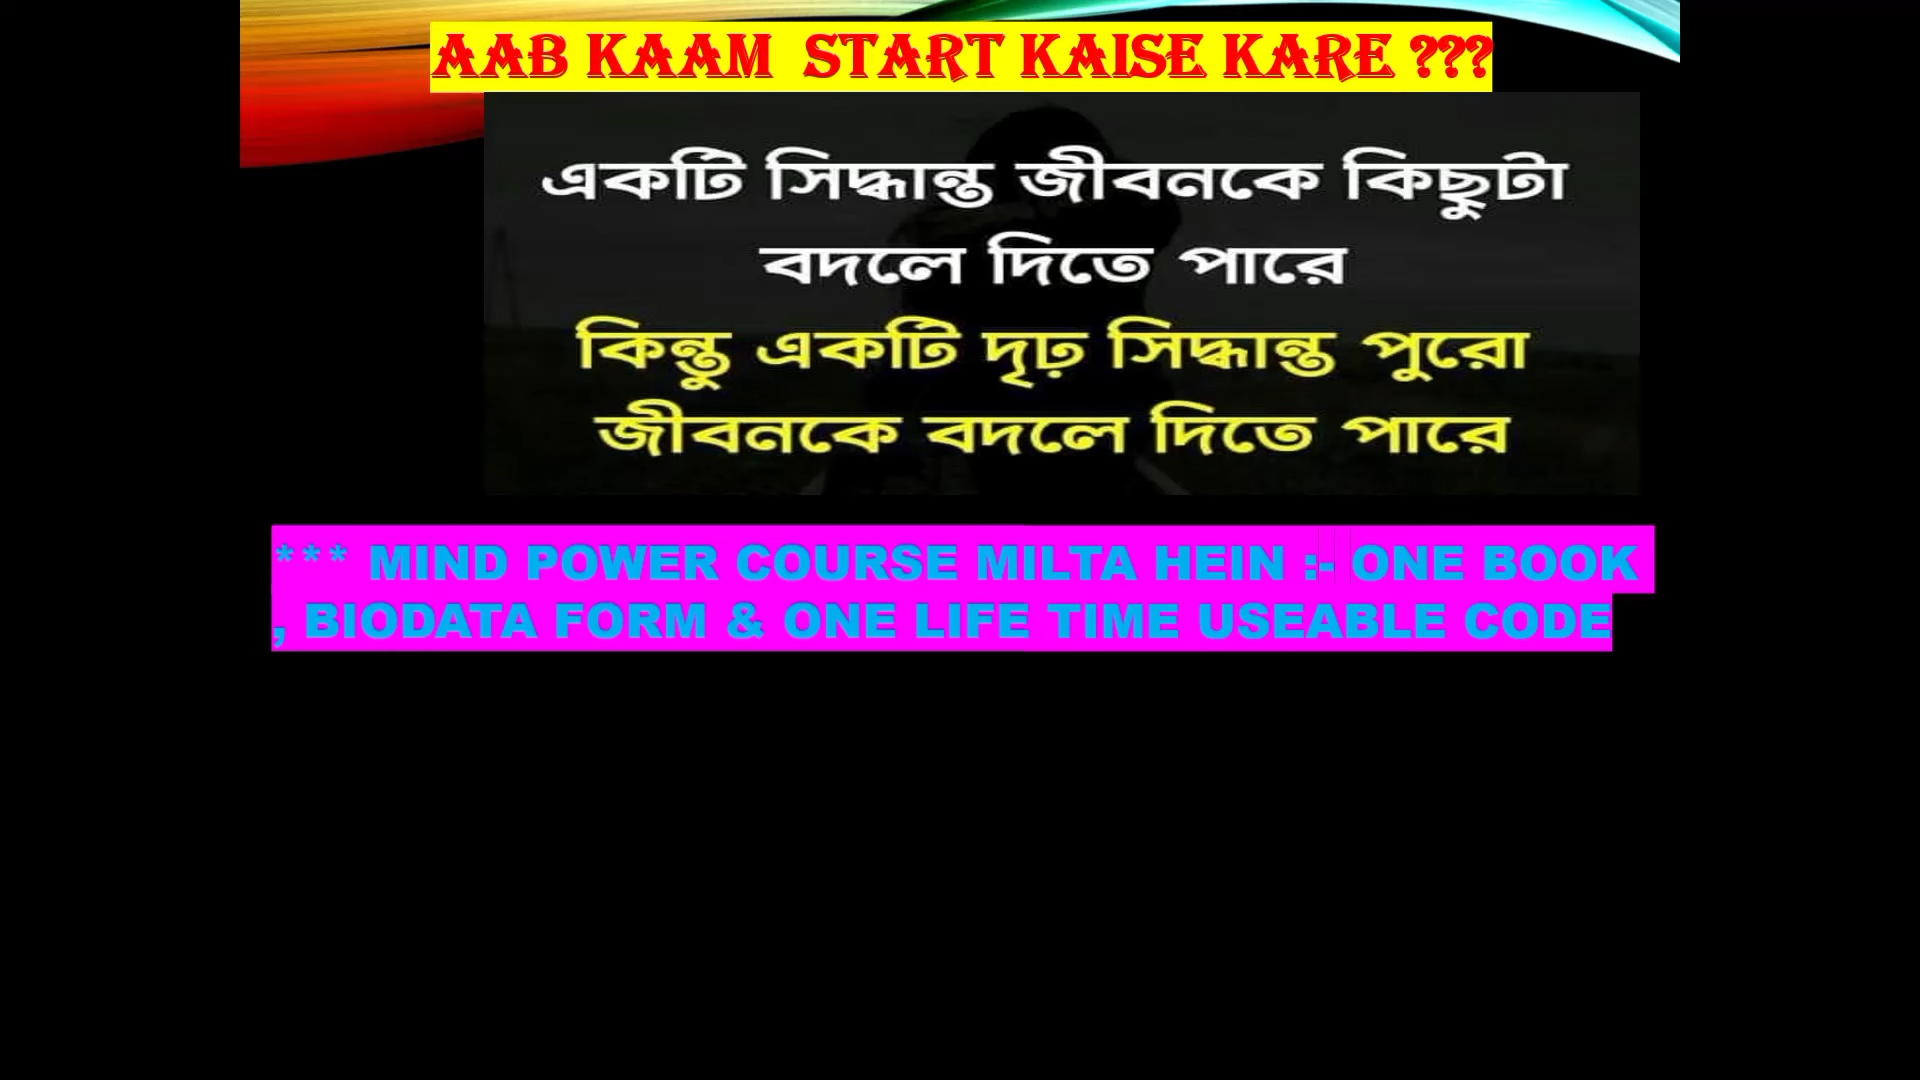 AAB KAAM START KAISE KARE ???
একটি সিদ্ধান্ত জীবনকে কিছুটা
বদলে দিতে পারে
কিন্তু একটি দৃঢ় সিদ্ধান্ত পুরো
জীবনকে বদলে দিতে পারে
*** MIND POWER COURSE MILTA HEIN :- ONE BOOK
, BIODATA FORM & ONE LIFE TIME USEABLE CODE